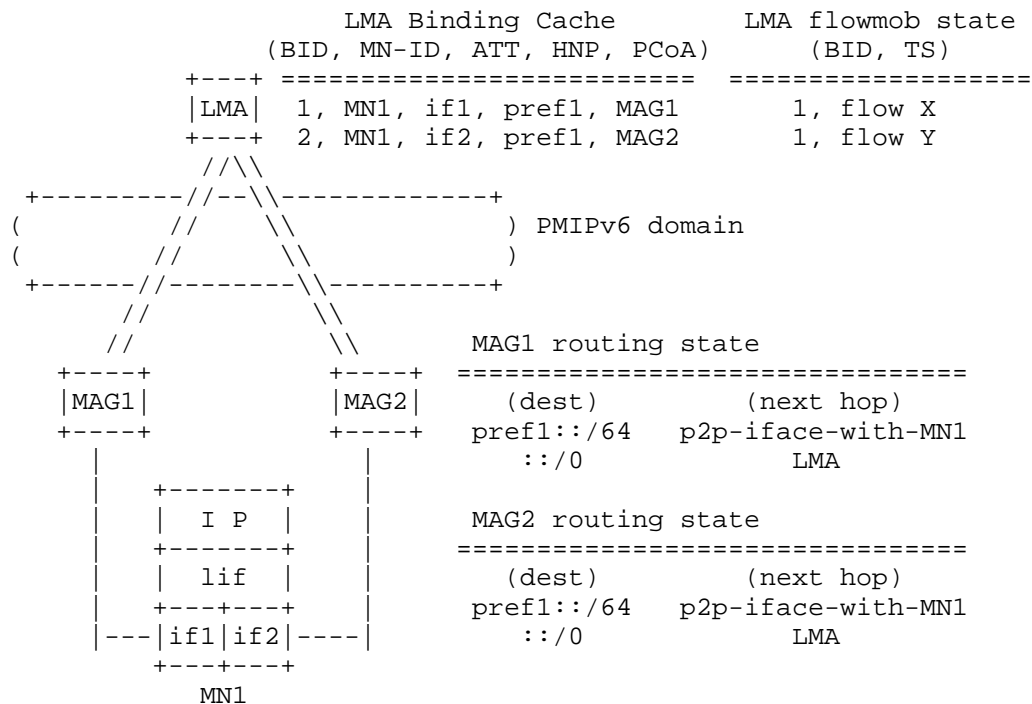 LMA Binding Cache LMA flowmob state
(BID, MN-ID, ATT, HNP, PCoA) (BID, TS)
+---+ ========================== ===================
|LMA| 1, MN1, if1, pref1, MAG1 1, flow X
+---+ 2, MN1, if2, pref1, MAG2 1, flow Y
//\\
+---------//--\\-------------+
( // \\ ) PMIPv6 domain
( // \\ )
+------//--------\\----------+
// \\
// \\ MAG1 routing state
+----+ +----+ ================================
|MAG1| |MAG2| (dest) (next hop)
+----+ +----+ pref1::/64 p2p-iface-with-MN1
| | ::/0 LMA
| +-------+ |
| | I P | | MAG2 routing state
| +-------+ | ================================
| | lif | | (dest) (next hop)
| +---+---+ | pref1::/64 p2p-iface-with-MN1
|---|if1|if2|----| ::/0 LMA
+---+---+
MN1